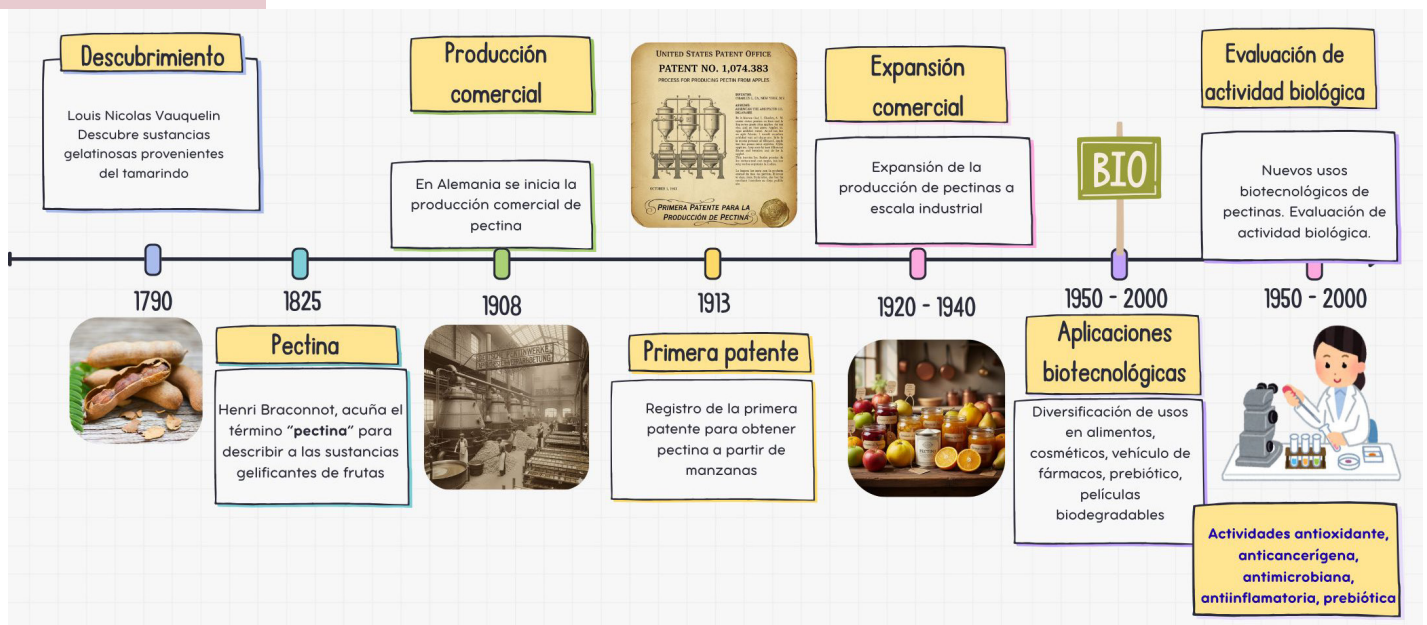 Descubrimiento
Louis Nicolas Vauquelin
Descubre sustancias
gelatinosas provenientes
del tamarindo
1790
1825
Pectina
Henri Braconnot, acuña el
término "pectina" para
describir a las sustancias
gelificantes de frutas
Producción
comercial
En Alemania se inicia la
producción comercial de
pectina
1908
UNITED STATES PATENT OFFICE
PATENT NO. 1,074.383
PROCESS FOR PRODUCING PECTIN FROM APPLES
PRIMERA PATENTE PARA LA
PRODUCCIÓN DE PECTINA
1913
Primera patente
Registro de la primera
patente para obtener
pectina a partir de
manzanas
Expansión
comercial
Expansión de la
producción de pectinas a
escala industrial
1920 - 1940
BIO
1950 - 2000
Aplicaciones
biotecnológicas
Diversificación de usos
en alimentos,
cosméticos, vehículo de
fármacos, prebiótico,
películas
biodegradables
Evaluación de
actividad biológica
Nuevos usos
biotecnológicos de
pectinas. Evaluación de
actividad biológica.
1950 - 2000
Actividades antioxidante,
anticancerígena,
antimicrobiana,
antiinflamatoria, prebiótica